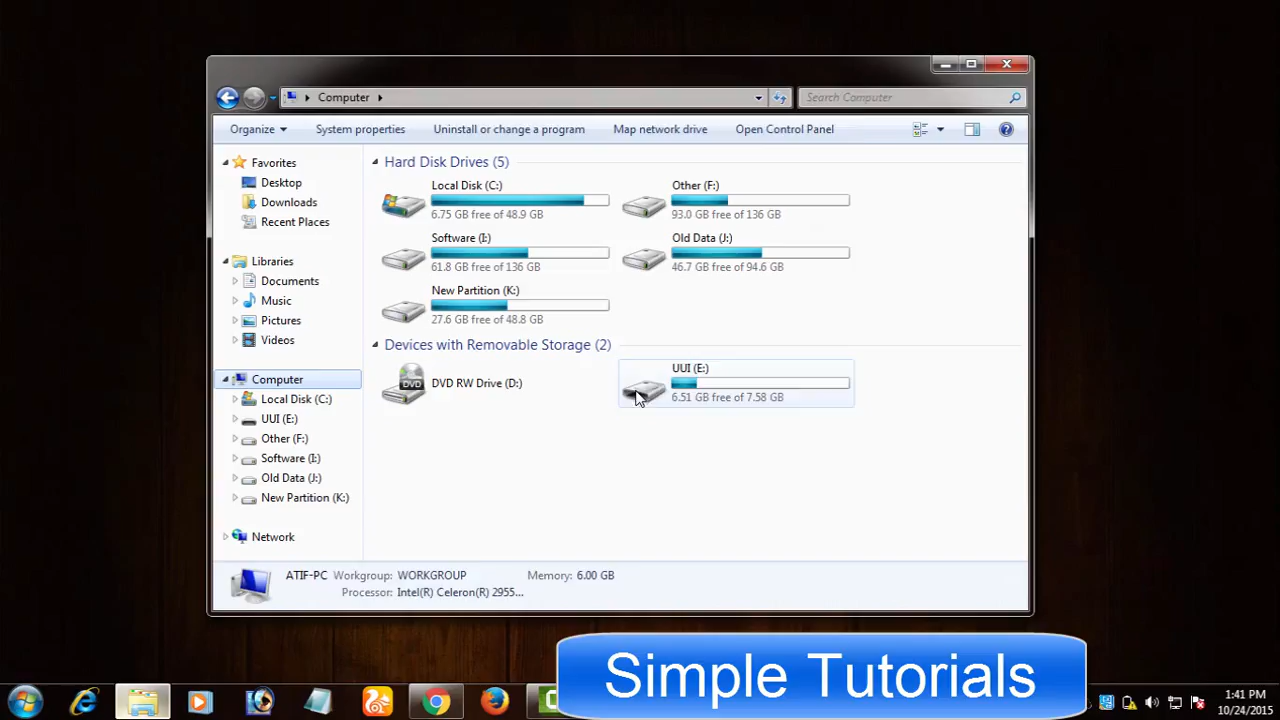 Computer
Search Computer
Organize
System properties
Uninstall or change a program
Map network drive
Open Control Panel
Favorites
Desktop
Downloads
Recent Places
Libraries
Documents
Music
Pictures
Videos
Computer
Local Disk (C:)
UUI (E:)
Other (F:)
Software (I:)
Old Data (J:)
New Partition (K:)
Network
Hard Disk Drives (5)
Local Disk (C:)
6.75 GB free of 48.9 GB
Other (F:)
93.0 GB free of 136 GB
Software (I:)
61.8 GB free of 136 GB
Old Data (J:)
46.7 GB free of 94.6 GB
New Partition (K:)
27.6 GB free of 48.8 GB
Devices with Removable Storage (2)
DVD
DVD RW Drive (D:)
UUI (E:)
6.51 GB free of 7.58 GB
ATIF-PC Workgroup: WORKGROUP Memory: 6.00 GB
Processor: Intel(R) Celeron(R) 2955...
Simple Tutorials
1:41 PM
10/24/2015